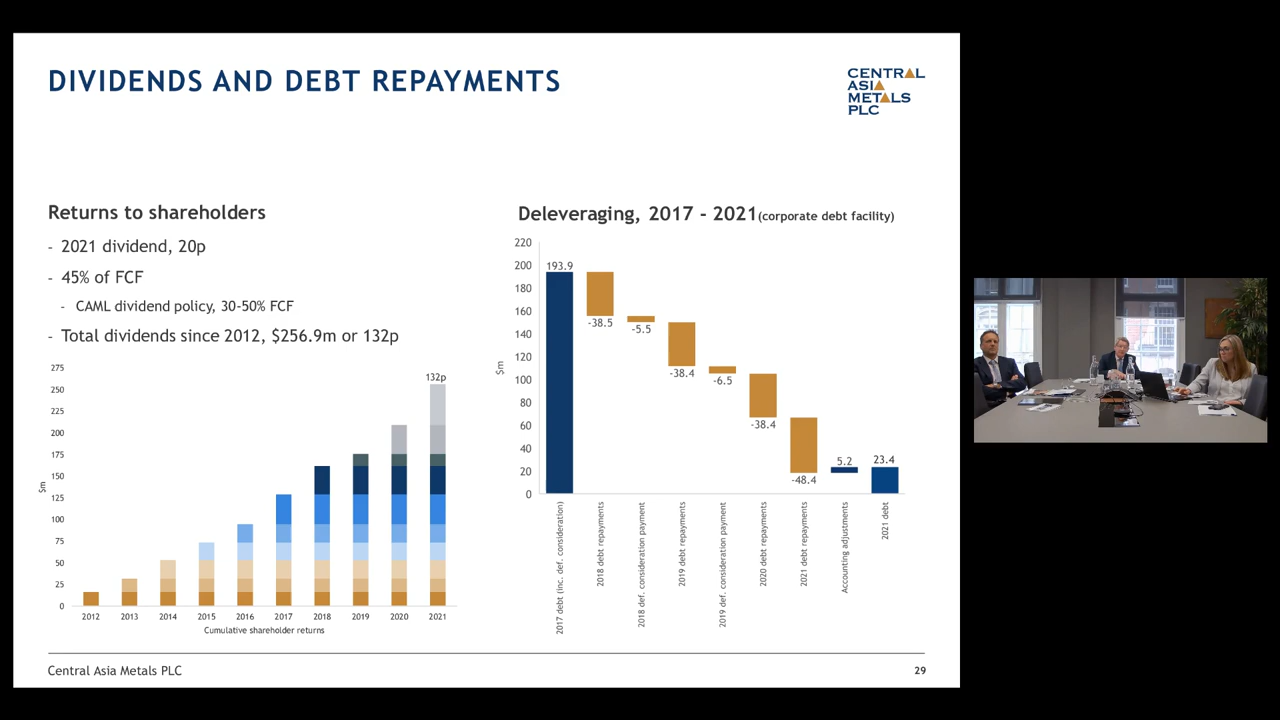 DIVIDENDS AND DEBT REPAYMENTS
CENTRAL
ASIA
METALS
PLC
Returns to shareholders
- 2021 dividend, 20p
- 45% of FCF
- CAML dividend policy, 30-50% FCF
- Total dividends since 2012, $256.9m or 132p
275
250
225
200
175
150
125
100
75
50
25
0
$m
132p
2012 2013 2014 2015 2016 2017 2018 2019 2020 2021
Cumulative shareholder returns
Deleveraging, 2017 - 2021(corporate debt facility)
220
200
180
160
140
120
100
80
60
40
20
0
$m
193.9
-38.5
-5.5
-38.4
-6.5
-38.4
-48.4
5.2
23.4
2017 debt (inc. def. consideration)
2018 debt repayments
2018 def. consideration payment
2019 debt repayments
2019 def. consideration payment
2020 debt repayments
2021 debt repayments
Accounting adjustments
2021 debt
Central Asia Metals PLC
29